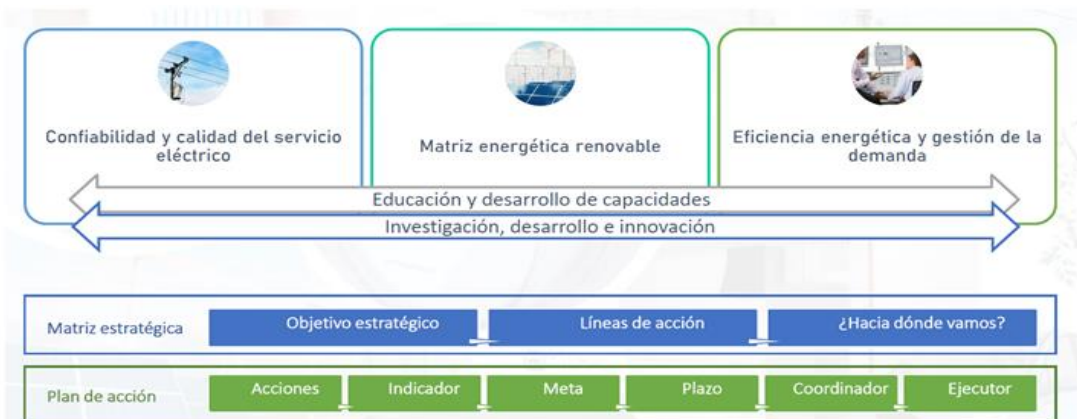 Confiabilidad y calidad del servicio
eléctrico
Matriz energética renovable
Eficiencia energética y gestión de la
demanda
Educación y desarrollo de capacidades
Investigación, desarrollo e innovación
Matriz estratégica
Objetivo estratégico
Líneas de acción
¿Hacia dónde vamos?
Plan de acción
Acciones
Indicador
Meta
Plazo
Coordinador
Ejecutor